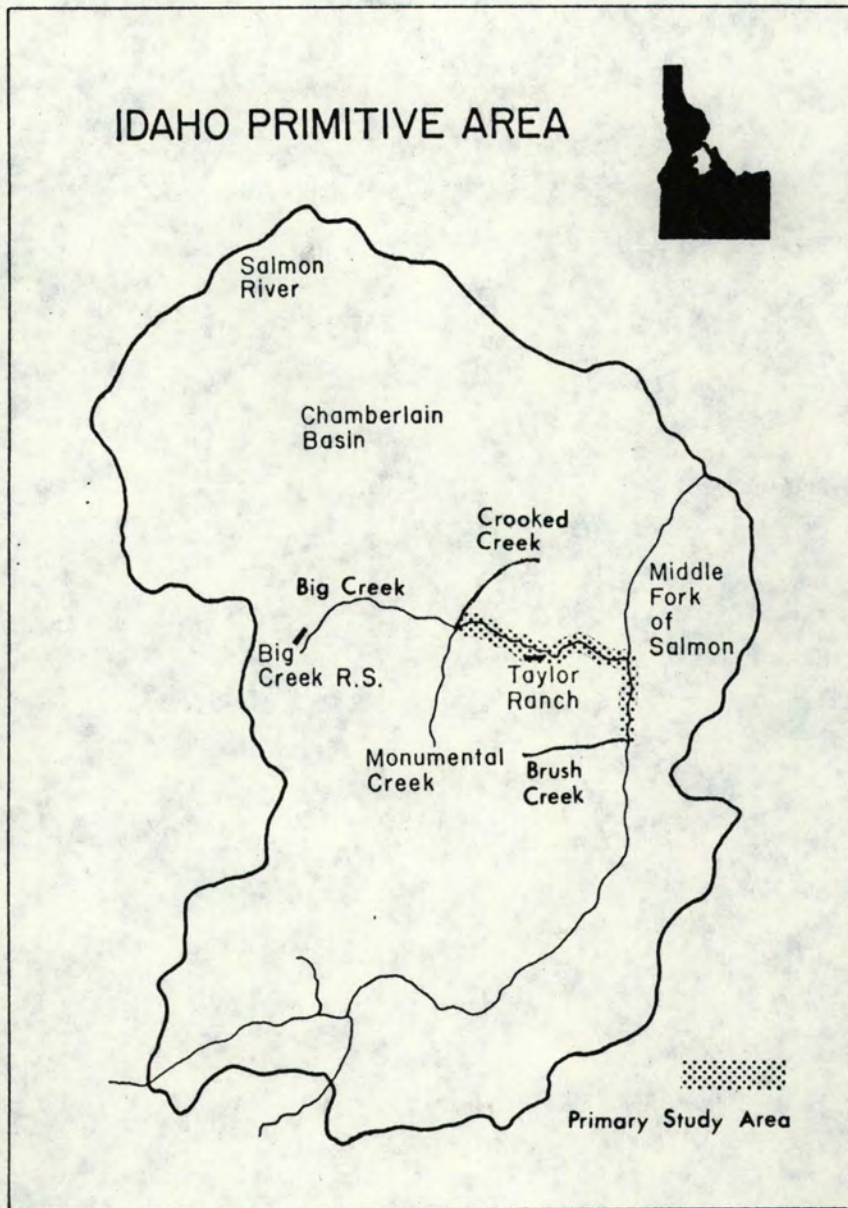 IDAHO PRIMITIVE AREA
Salmon
River
Chamberlain
Basin
Crooked
Creek
Big Creek
Middle
Fork
of
Salmon
Big
Creek R.S.
Taylor
Ranch
Monumental
Creek
Brush
Creek
Primary Study Area